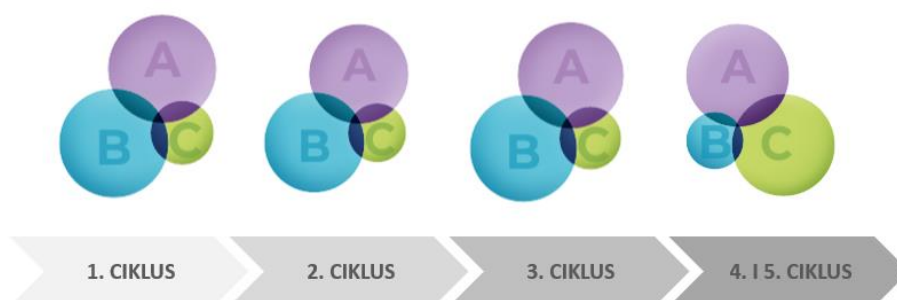 A
B C
A
B C
A
B C
A
B C
1. CIKLUS
2. CIKLUS
3. CIKLUS
4. I 5. CIKLUS